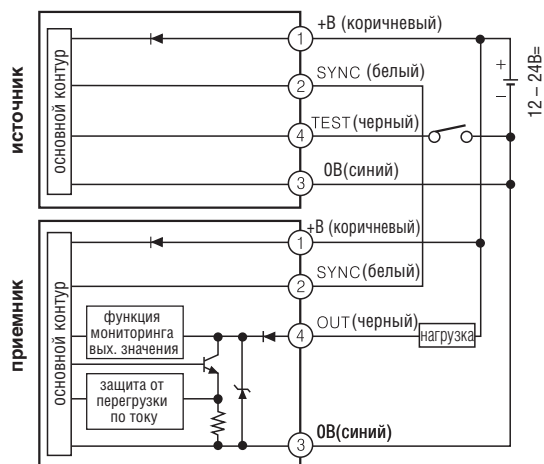 источник
основной контур
1
+В (коричневый)
2
SYNC (белый)
4
TEST (черный)
3
0В(синий)
+
–
12 – 24В=
приемник
основной контур
1
+В (коричневый)
2
SYNC (белый)
функция
мониторинга
вых. значения
4
OUT (черный)
нагрузка
защита от
перегрузки
по току
3
0В(синий)